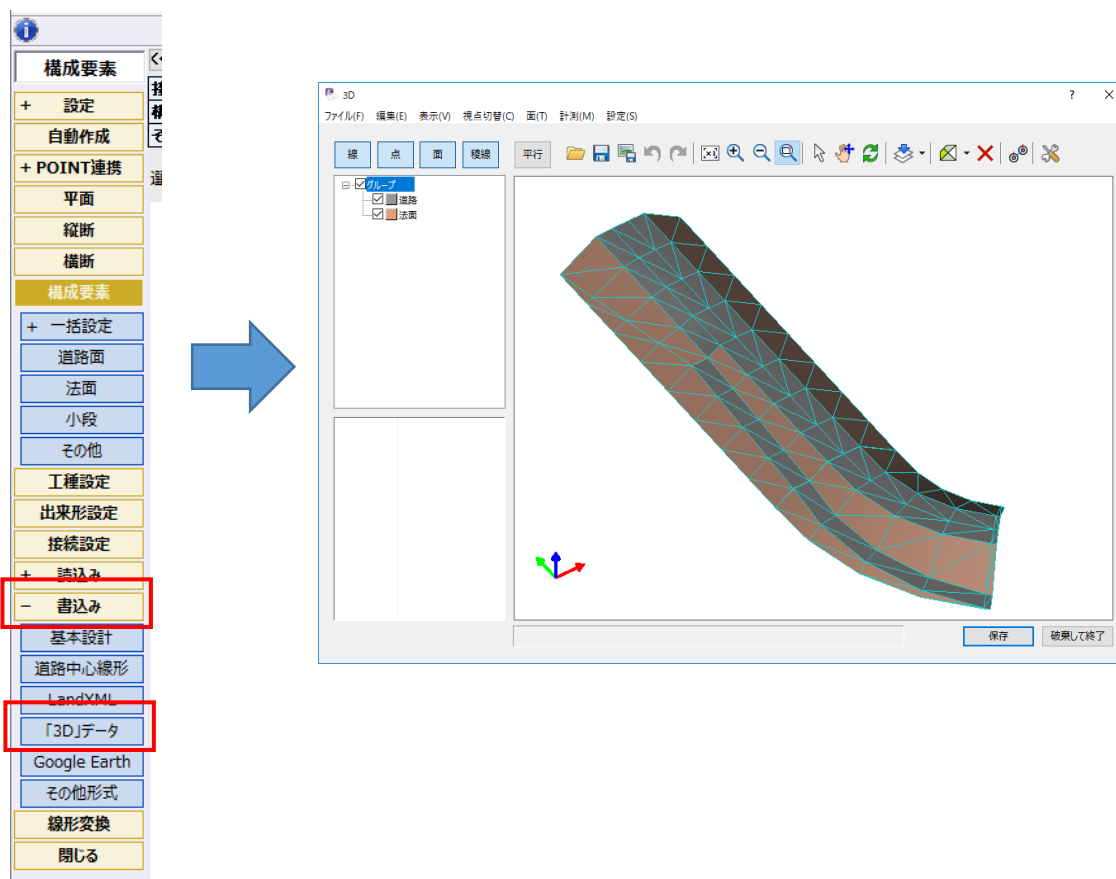 構成要素
+ 設定
自動作成
+ POINT連携
平面
縦断
横断
構成要素
+ 一括設定
道路面
法面
小段
その他
工種設定
出来形設定
接続設定
+ 読込み
− 書込み
基本設計
道路中心線形
LandXML
「3D」データ
Google Earth
その他形式
線形変換
閉じる
3D
? ×
ファイル(F) 編集(E) 表示(V) 視点切替(C) 面(T) 計測(M) 設定(S)
線 点 面 稜線 平行
グループ
道路
法面
保存 破棄して終了